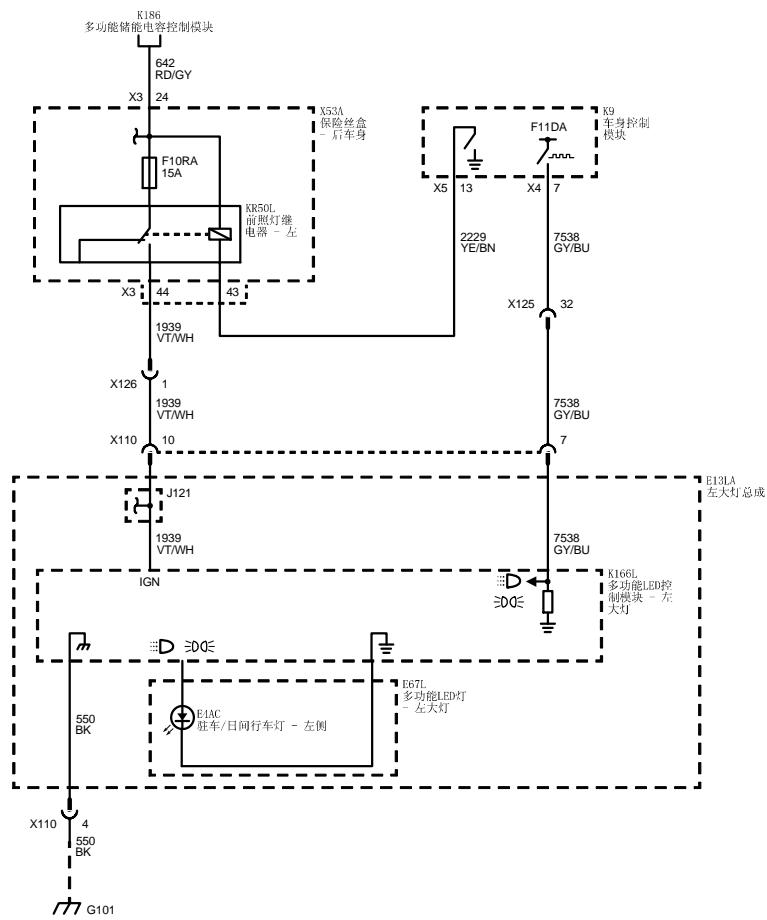 K186
多功能储能电容控制模块
642
RD/GY
X3 24
X53A
保险丝盒
- 后车身
K9
车身控制
模块
F11DA
F10RA
15A
X5 13
X4 7
KR50L
前照灯继
电器 - 左
2229
YE/BN
7538
GY/BU
X3 44
43
X125 32
1939
VT/WH
X126 1
1939
VT/WH
7538
GY/BU
X110 10
7
E13LA
左大灯总成
J121
1939
VT/WH
7538
GY/BU
IGN
K166L
多功能LED控
制模块 - 左
大灯
E67L
多功能LED灯
- 左大灯
550
BK
E4AC
驻车/日间行车灯 - 左侧
X110 4
550
BK
G101